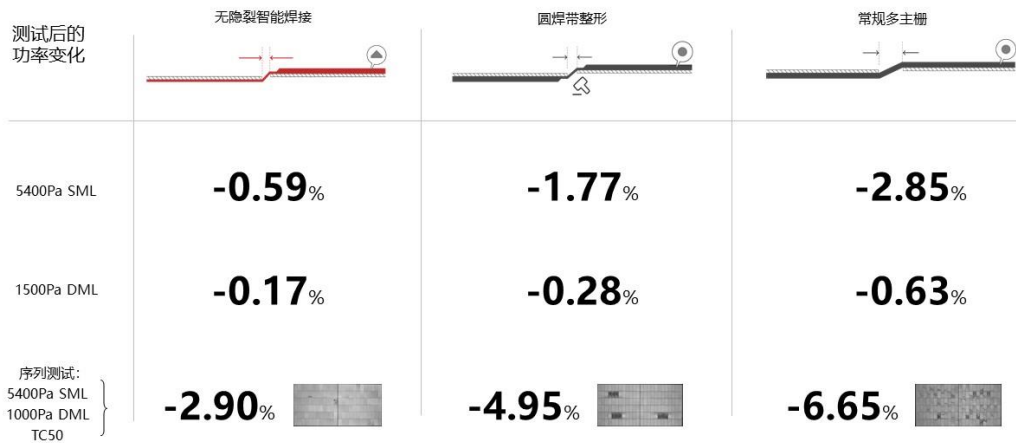 测试后的
功率变化
无隐裂智能焊接
圆焊带整形
常规多主栅
5400Pa SML
-0.59%
-1.77%
-2.85%
1500Pa DML
-0.17%
-0.28%
-0.63%
序列测试：
5400Pa SML
1000Pa DML
TC50
-2.90%
-4.95%
-6.65%